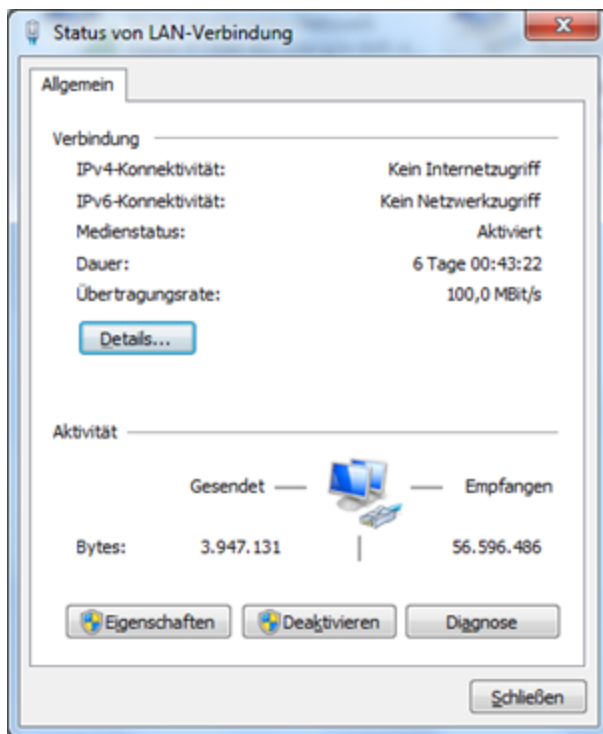 Status von LAN-Verbindung
Allgemein
Verbindung
IPv4-Konnektivität: Kein Internetzugriff
IPv6-Konnektivität: Kein Netzwerkzugriff
Medienstatus: Aktiviert
Dauer: 6 Tage 00:43:22
Übertragungsrate: 100,0 MBit/s
Details...
Aktivität
Gesendet Empfangen
Bytes: 3.947.131 56.596.486
Eigenschaften Deaktivieren Diagnose
Schließen